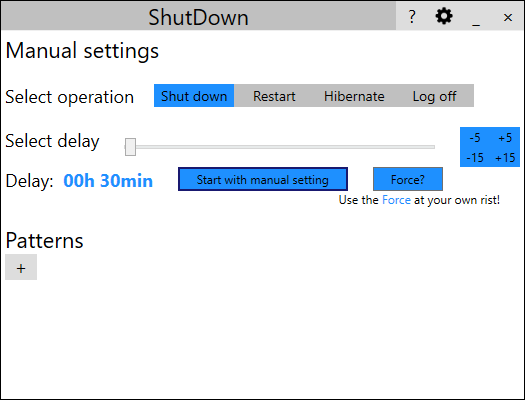 ShutDown ? _ ×
Manual settings
Select operation Shut down Restart Hibernate Log off
Select delay -5 +5
-15 +15
Delay: 00h 30min Start with manual setting Force?
Use the Force at your own rist!
Patterns
+